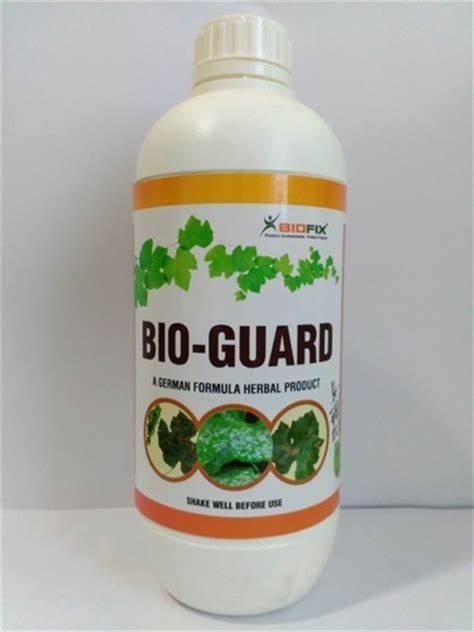 BIOFIX
BIO-GUARD
A GERMAN FORMULA HERBAL PRODUCT
SHAKE WELL BEFORE USE